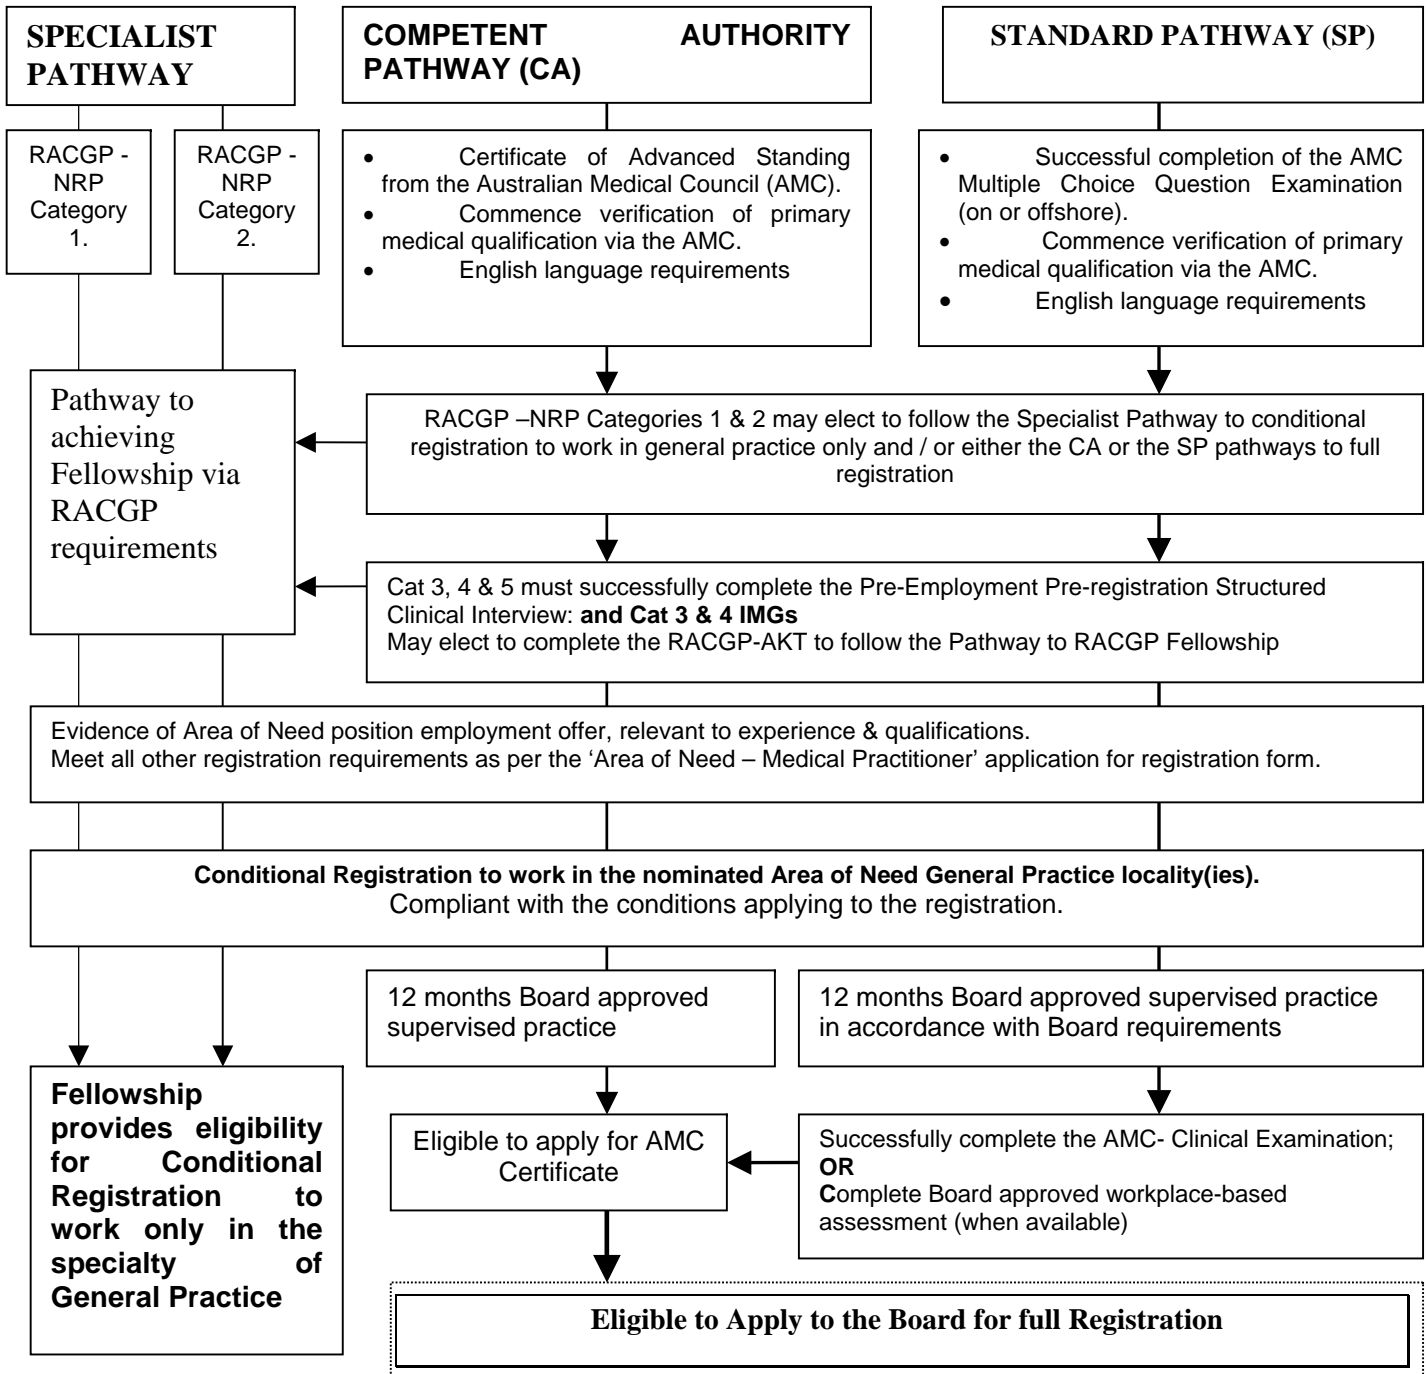 SPECIALIST
PATHWAY
COMPETENT AUTHORITY
PATHWAY (CA)
STANDARD PATHWAY (SP)
RACGP -
NRP
Category
1.
RACGP -
NRP
Category
2.
• Certificate of Advanced Standing
from the Australian Medical Council (AMC).
• Commence verification of primary
medical qualification via the AMC.
• English language requirements
• Successful completion of the AMC
Multiple Choice Question Examination
(on or offshore).
• Commence verification of primary
medical qualification via the AMC.
• English language requirements
Pathway to
achieving
Fellowship via
RACGP
requirements
RACGP –NRP Categories 1 & 2 may elect to follow the Specialist Pathway to conditional
registration to work in general practice only and / or either the CA or the SP pathways to full
registration
Cat 3, 4 & 5 must successfully complete the Pre-Employment Pre-registration Structured
Clinical Interview: and Cat 3 & 4 IMGs
May elect to complete the RACGP-AKT to follow the Pathway to RACGP Fellowship
Evidence of Area of Need position employment offer, relevant to experience & qualifications.
Meet all other registration requirements as per the ‘Area of Need – Medical Practitioner’ application for registration form.
Conditional Registration to work in the nominated Area of Need General Practice locality(ies).
Compliant with the conditions applying to the registration.
12 months Board approved
supervised practice
12 months Board approved supervised practice
in accordance with Board requirements
Fellowship
provides eligibility
for Conditional
Registration to
work only in the
specialty of
General Practice
Eligible to apply for AMC
Certificate
Successfully complete the AMC- Clinical Examination;
OR
Complete Board approved workplace-based
assessment (when available)
Eligible to Apply to the Board for full Registration